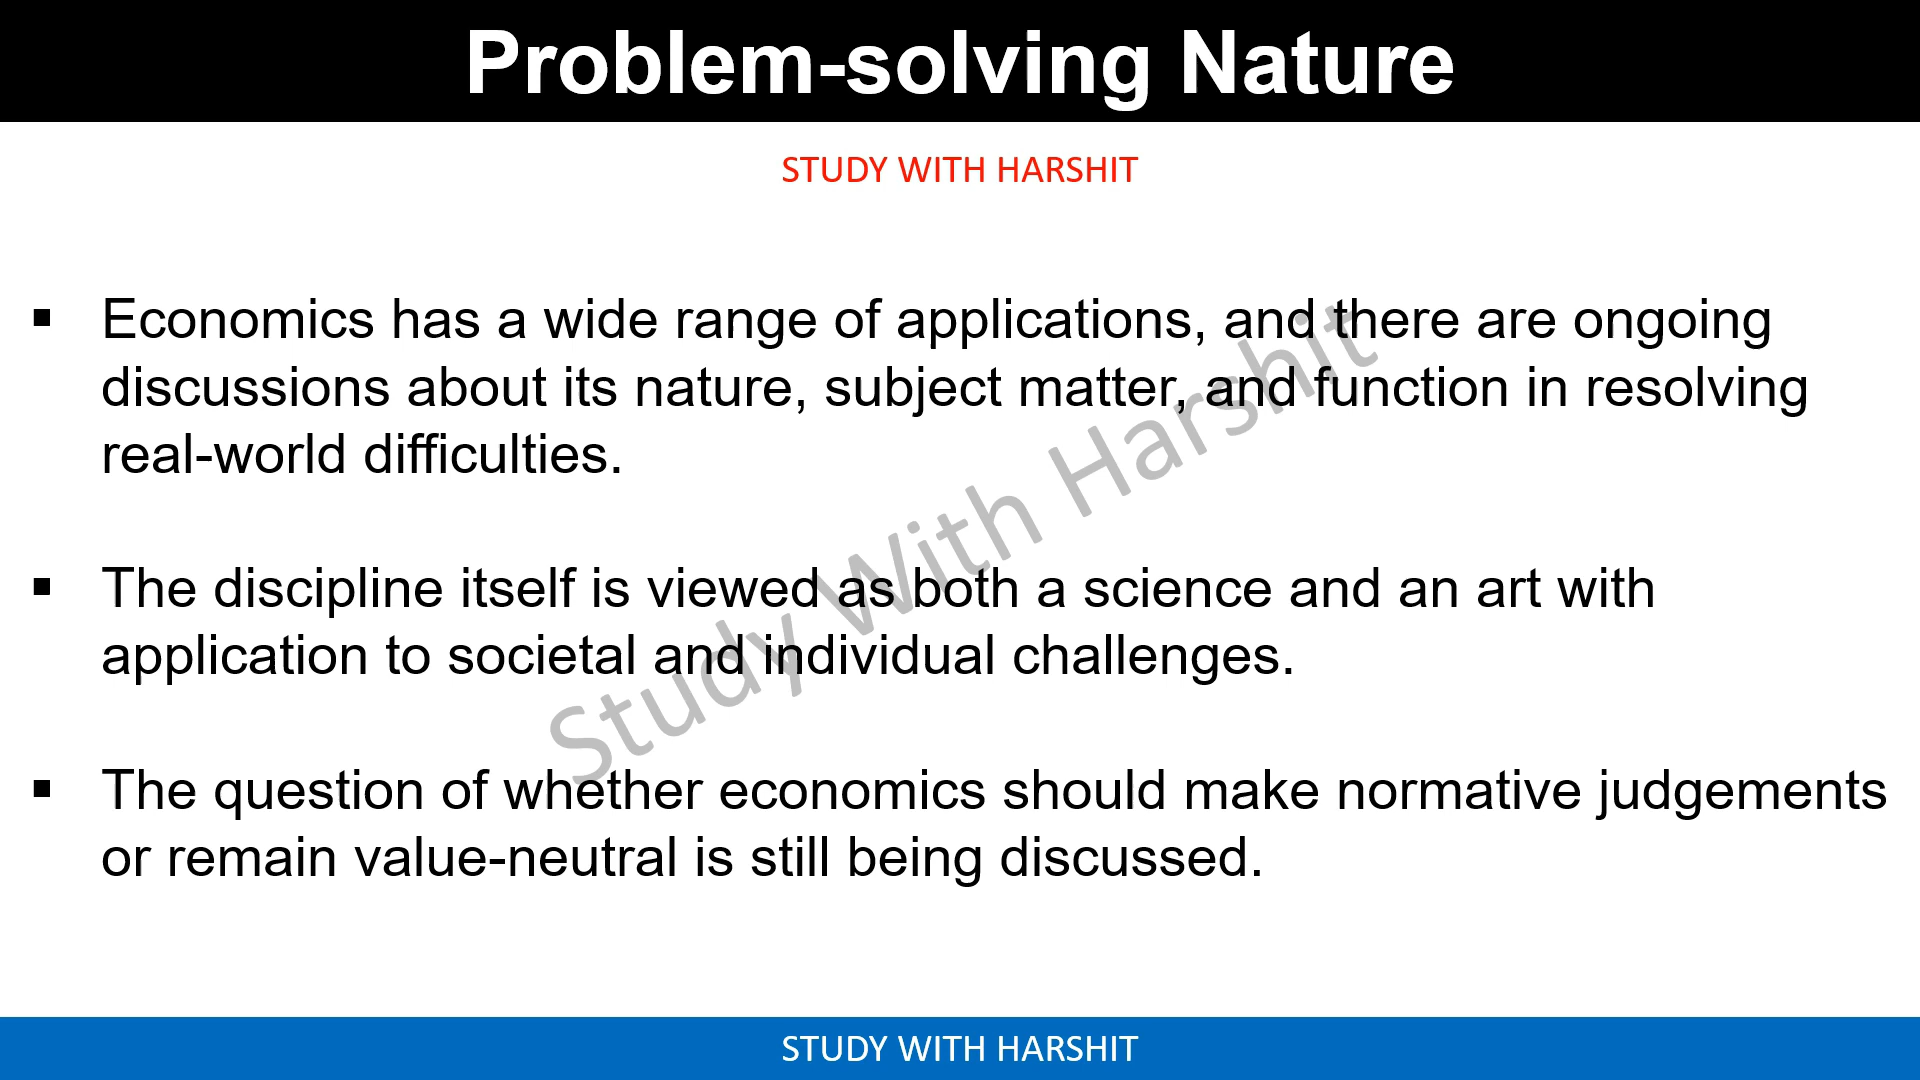 Problem-solving Nature
STUDY WITH HARSHIT
▪ Economics has a wide range of applications, and there are ongoing
discussions about its nature, subject matter, and function in resolving
real-world difficulties.
▪ The discipline itself is viewed as both a science and an art with
application to societal and individual challenges.
▪ The question of whether economics should make normative judgements
or remain value-neutral is still being discussed.
Study With Harshit
STUDY WITH HARSHIT